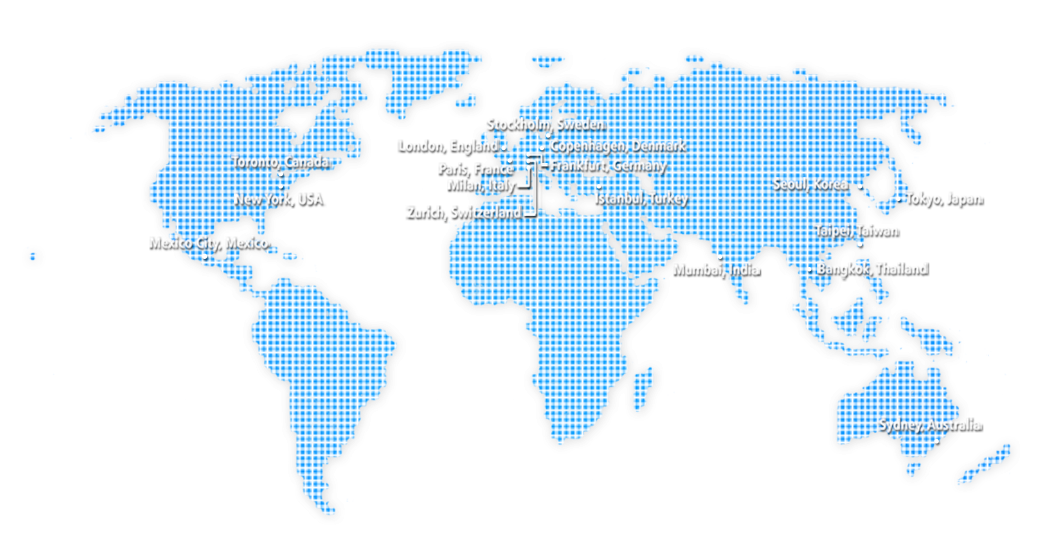 Stockholm, Sweden
London, England
Copenhagen, Denmark
Toronto, Canada
Paris, France
Frankfurt, Germany
Milan, Italy
Seoul, Korea
New York, USA
Istanbul, Turkey
Tokyo, Japan
Zurich, Switzerland
Taipei, Taiwan
Mexico City, Mexico
Mumbai, India
Bangkok, Thailand
Sydney, Australia